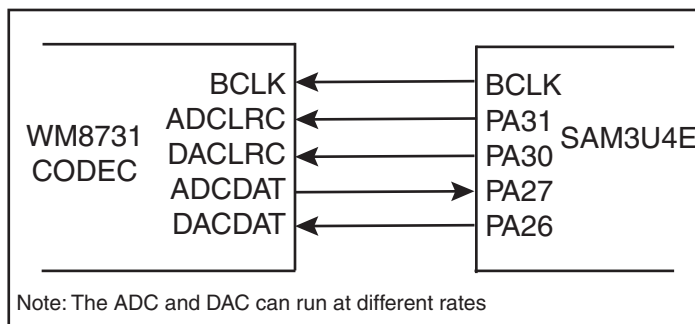 WM8731
CODEC
BCLK
ADCLRC
DACLRC
ADCDAT
DACDAT
BCLK
PA31
PA30
PA27
PA26
SAM3U4E
Note: The ADC and DAC can run at different rates